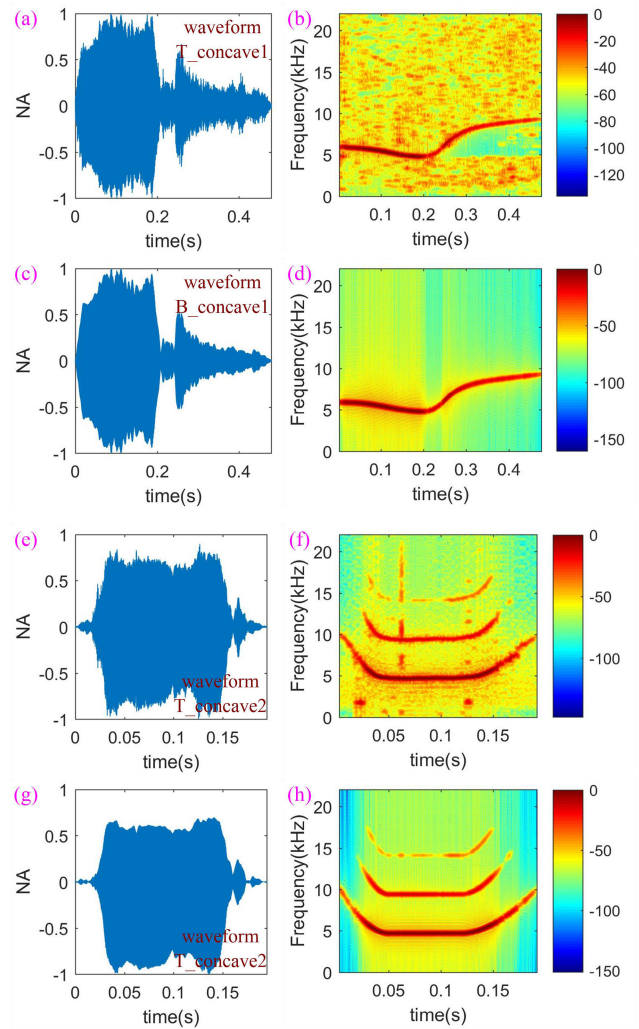 (a)
1
0.5
0
-0.5
-1
NA
waveform
T_concave1
0
0.2
0.4
time(s)
(b)
20
15
10
5
0
Frequency(kHz)
0.1
0.2
0.3
0.4
time(s)
0
-20
-40
-60
-80
-100
-120
(c)
1
0.5
0
-0.5
-1
NA
waveform
B_concave1
0
0.2
0.4
time(s)
(d)
20
15
10
5
0
Frequency(kHz)
0.1
0.2
0.3
0.4
time(s)
0
-50
-100
-150
(e)
1
0.5
0
-0.5
-1
NA
waveform
T_concave2
0.05
0.1
0.15
time(s)
(f)
20
15
10
5
0
Frequency(kHz)
0.05
0.1
0.15
time(s)
0
-50
-100
-150
(g)
1
0.5
0
-0.5
-1
NA
waveform
T_concave2
0.05
0.1
0.15
time(s)
(h)
20
15
10
5
0
Frequency(kHz)
0.05
0.1
0.15
time(s)
0
-50
-100
-150